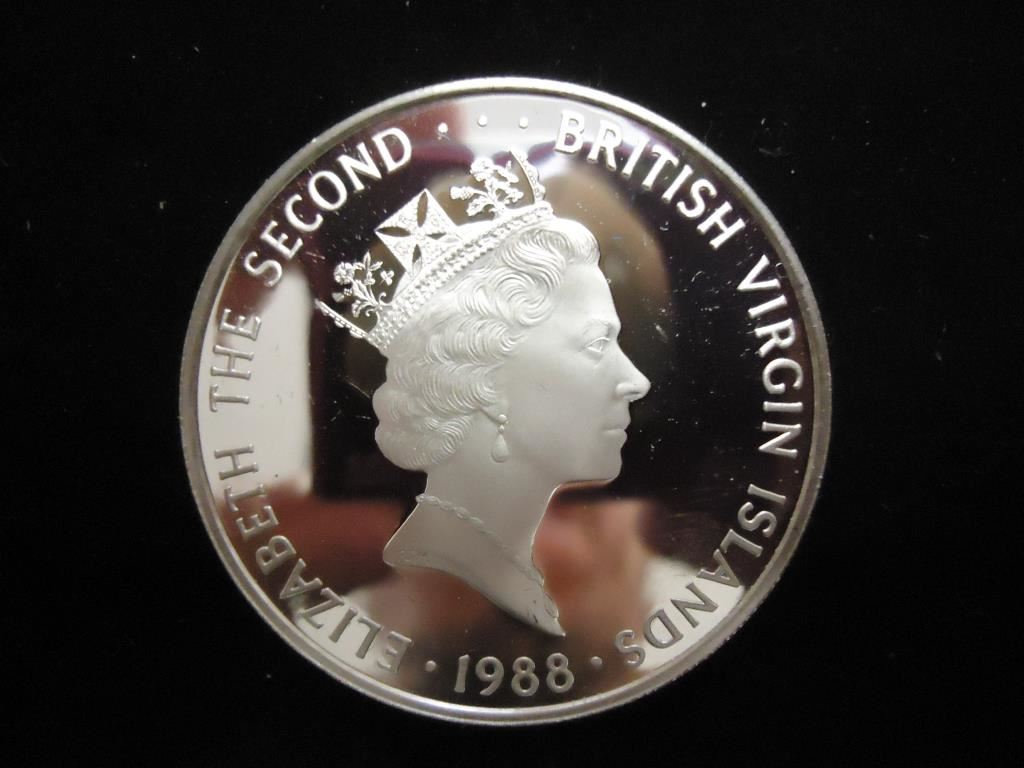 ELIZABETH THE SECOND · · · BRITISH VIRGIN ISLANDS
· 1988 ·